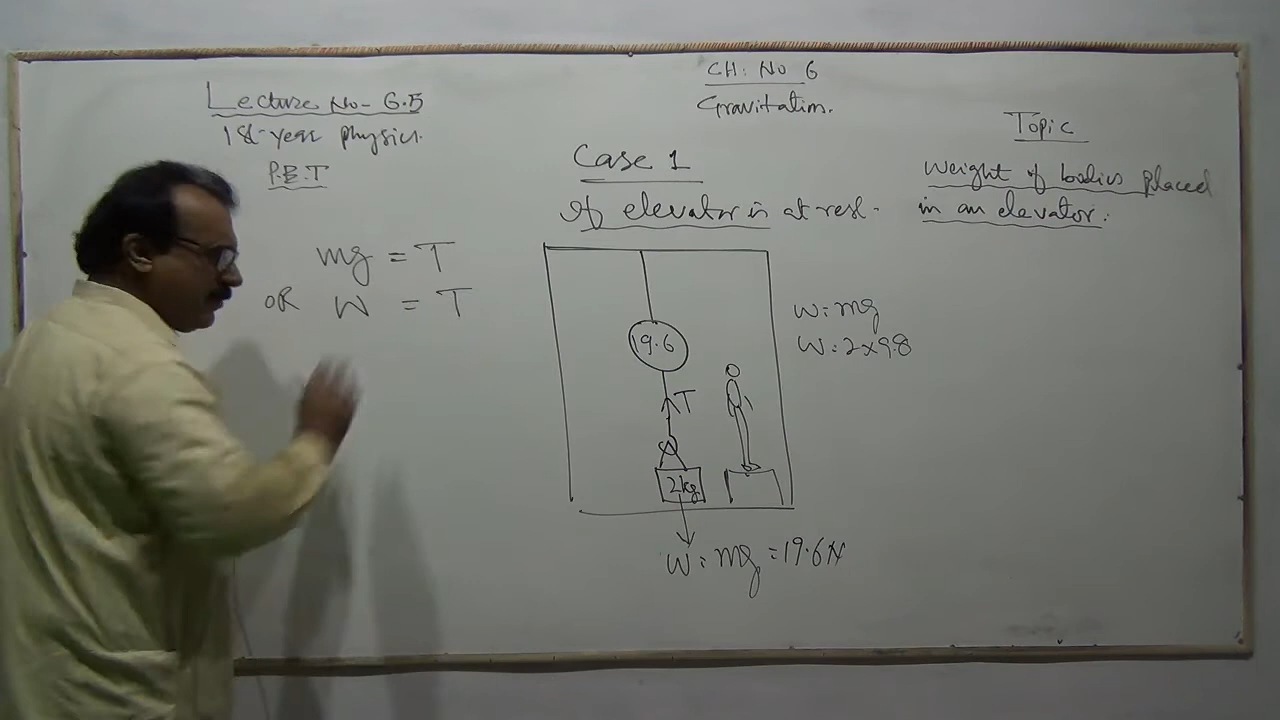 Lecture No- 6.5
1st-year physics.
P.B.T
CH: No 6
Gravitation.
Topic
Weight of bodies placed
in an elevator.
Case 1
If elevator is at rest.
mg = T
OR W = T
19.6
T
2kg
W = mg = 19.6N
W = mg
W = 2×9.8